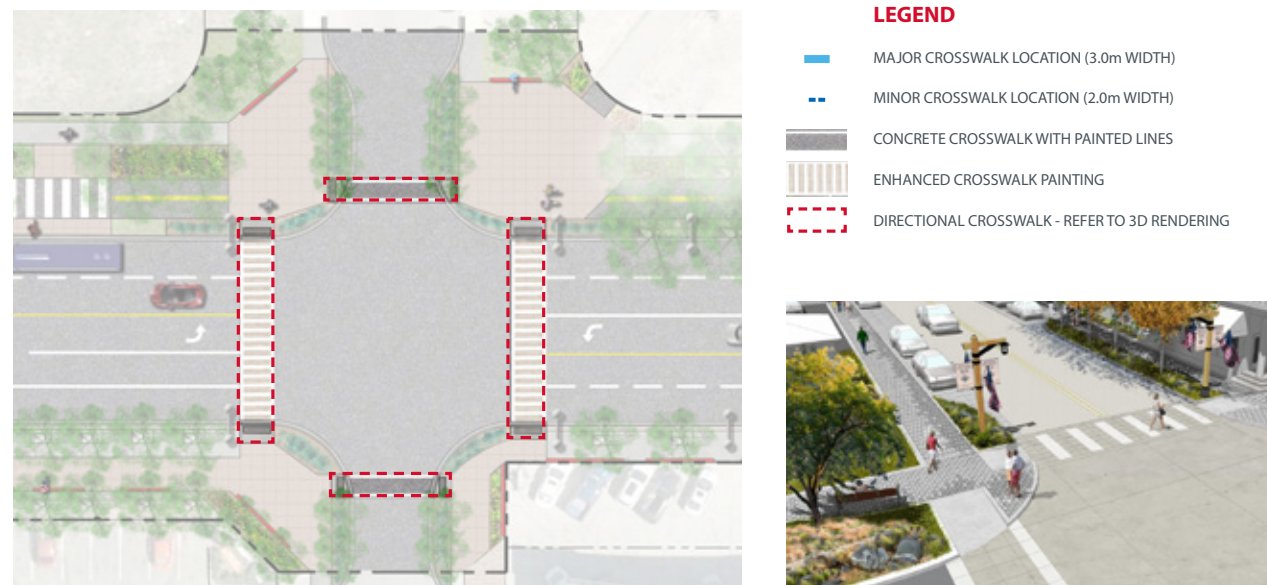 LEGEND
MAJOR CROSSWALK LOCATION (3.0m WIDTH)
MINOR CROSSWALK LOCATION (2.0m WIDTH)
CONCRETE CROSSWALK WITH PAINTED LINES
ENHANCED CROSSWALK PAINTING
DIRECTIONAL CROSSWALK - REFER TO 3D RENDERING